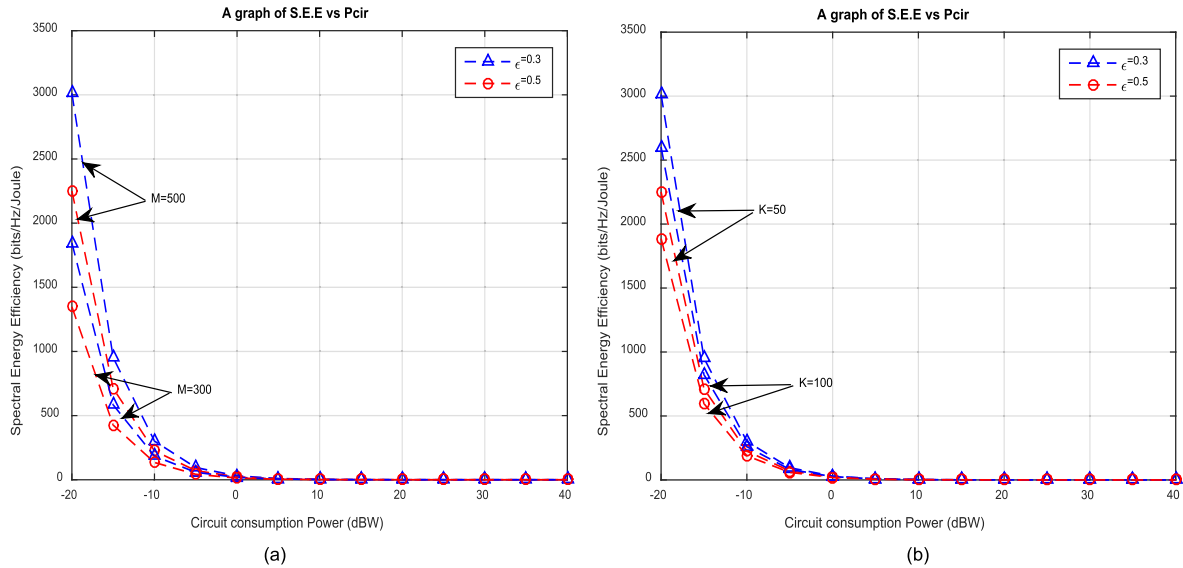 A graph of S.E.E vs Pcir
3500
3000
2500
2000
1500
1000
500
0
-20
-10
0
10
20
30
40
Spectral Energy Efficiency (bits/Hz/Joule)
Circuit consumption Power (dBW)
ϵ=0.3
ϵ=0.5
M=500
M=300
(a)
A graph of S.E.E vs Pcir
3500
3000
2500
2000
1500
1000
500
0
-20
-10
0
10
20
30
40
Spectral Energy Efficiency (bits/Hz/Joule)
Circuit consumption Power (dBW)
ϵ=0.3
ϵ=0.5
K=50
K=100
(b)